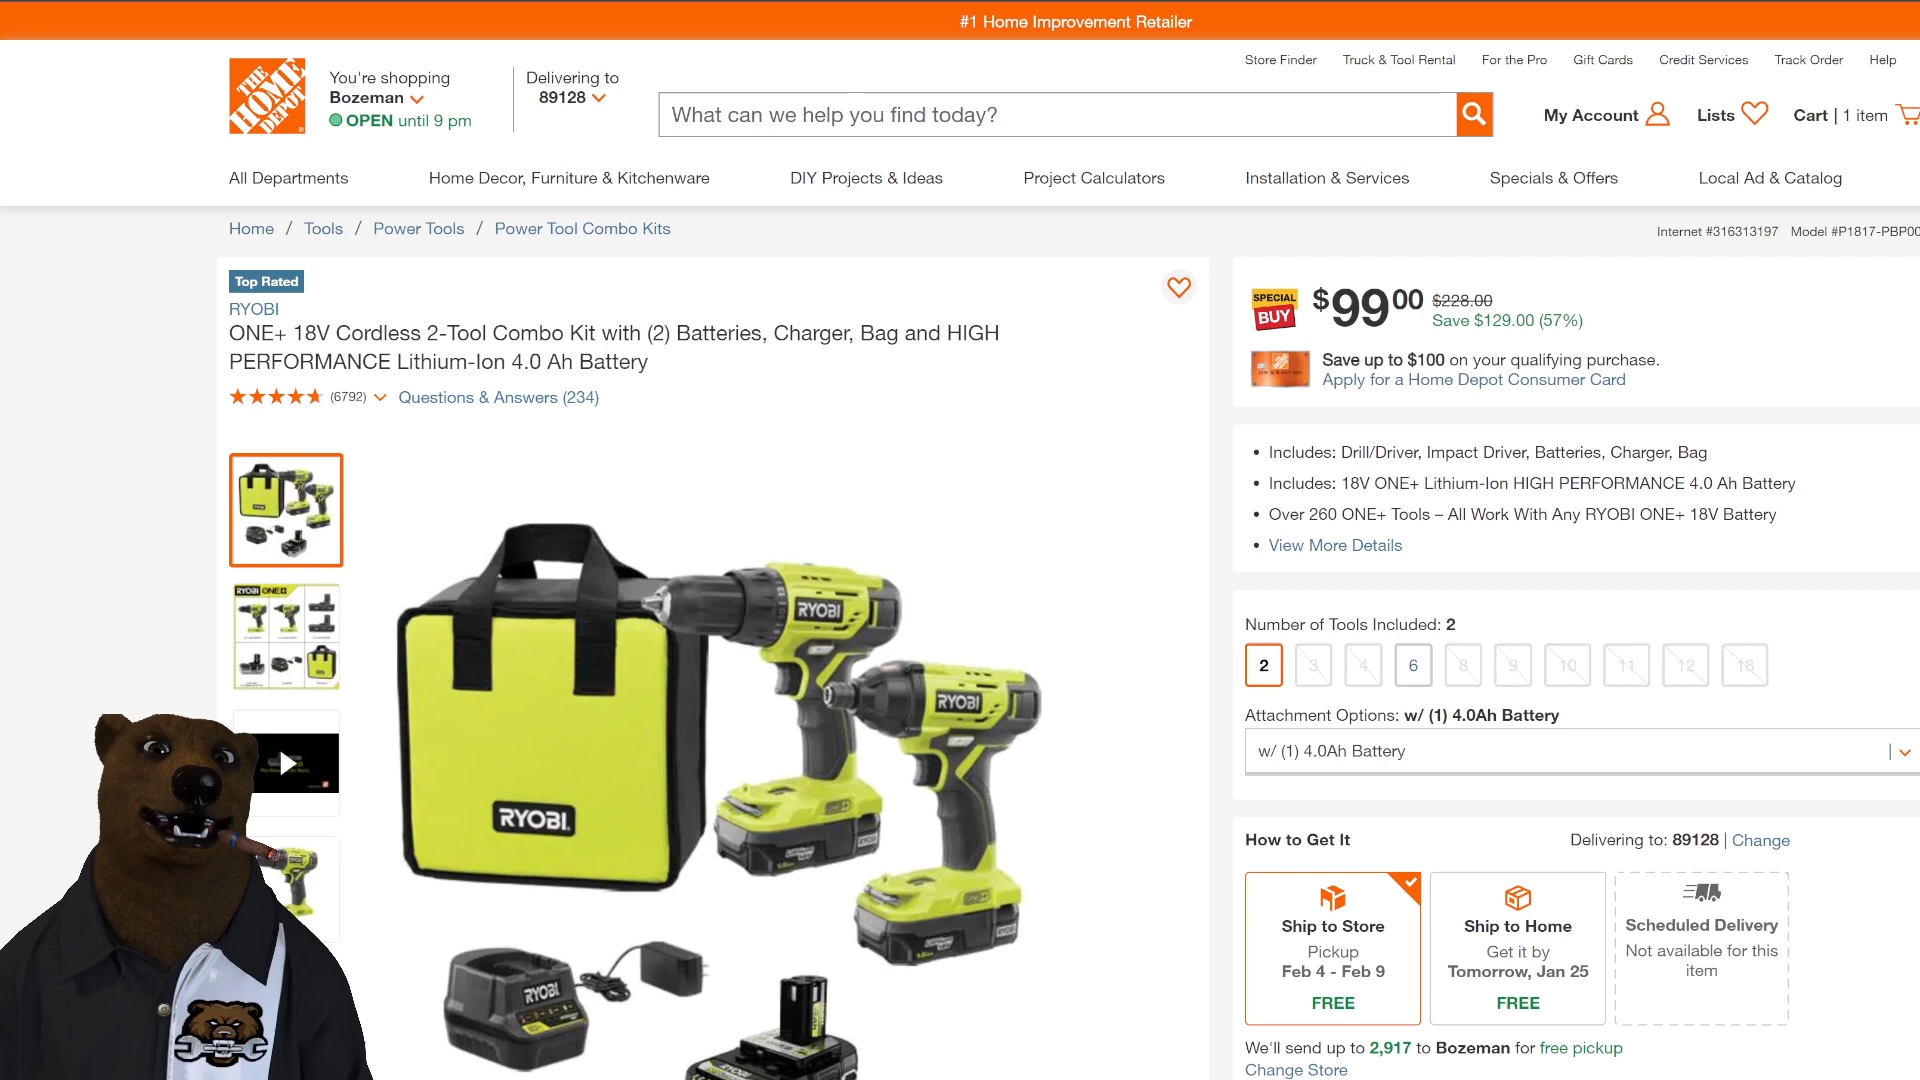 #1 Home Improvement Retailer
Store Finder
Truck & Tool Rental
For the Pro
Gift Cards
Credit Services
Track Order
Help
THE HOME DEPOT
You're shopping
Bozeman
OPEN until 9 pm
Delivering to
89128
What can we help you find today?
My Account
Lists
Cart | 1 item
All Departments
Home Decor, Furniture & Kitchenware
DIY Projects & Ideas
Project Calculators
Installation & Services
Specials & Offers
Local Ad & Catalog
Home / Tools / Power Tools / Power Tool Combo Kits
Internet #316313197 Model #P1817-PBP00
Top Rated
RYOBI
ONE+ 18V Cordless 2-Tool Combo Kit with (2) Batteries, Charger, Bag and HIGH
PERFORMANCE Lithium-Ion 4.0 Ah Battery
(6792)
Questions & Answers (234)
RYOBI ONE+
RYOBI
RYOBI
RYOBI
RYOBI
SPECIAL
BUY
$9900
$228.00
Save $129.00 (57%)
Save up to $100 on your qualifying purchase.
Apply for a Home Depot Consumer Card
• Includes: Drill/Driver, Impact Driver, Batteries, Charger, Bag
• Includes: 18V ONE+ Lithium-Ion HIGH PERFORMANCE 4.0 Ah Battery
• Over 260 ONE+ Tools – All Work With Any RYOBI ONE+ 18V Battery
• View More Details
Number of Tools Included: 2
2 3 4 6 8 9 10 11 12 18
Attachment Options: w/ (1) 4.0Ah Battery
w/ (1) 4.0Ah Battery
How to Get It
Delivering to: 89128 | Change
Ship to Store
Pickup
Feb 4 - Feb 9
FREE
Ship to Home
Get it by
Tomorrow, Jan 25
FREE
Scheduled Delivery
Not available for this
item
We'll send up to 2,917 to Bozeman for free pickup
Change Store